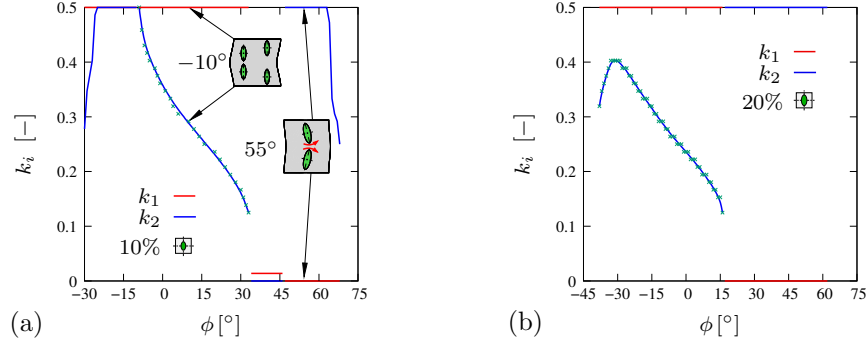 0.5
0.4
0.3
0.2
0.1
0
k_i [−]
−30 −15 0 15 30 45 60 75
ϕ [°]
−10°
55°
k_1
k_2
10%
(a)
0.5
0.4
0.3
0.2
0.1
0
k_i [−]
−45 −30 −15 0 15 30 45 60 75
ϕ [°]
k_1
k_2
20%
(b)